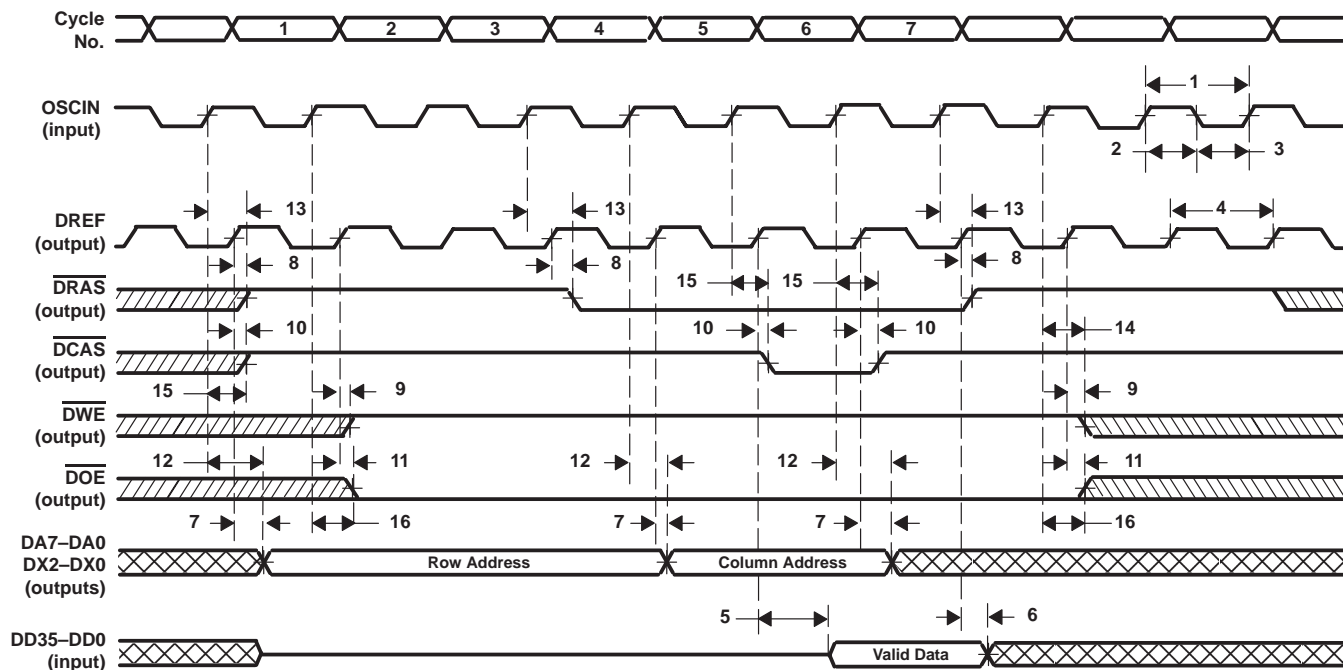 Cycle
No.
1 2 3 4 5 6 7
OSCIN
(input)
1
2 3
DREF
(output)
13 13 13
4
8 8 8
DRAS
(output)
15 15
10 10 10 14
DCAS
(output)
15 9 9
DWE
(output)
12 11 12 12 11
DOE
(output)
7 16 7 7 16
DA7–DA0
DX2–DX0
(outputs)
Row Address Column Address
5 6
DD35–DD0
(input)
Valid Data